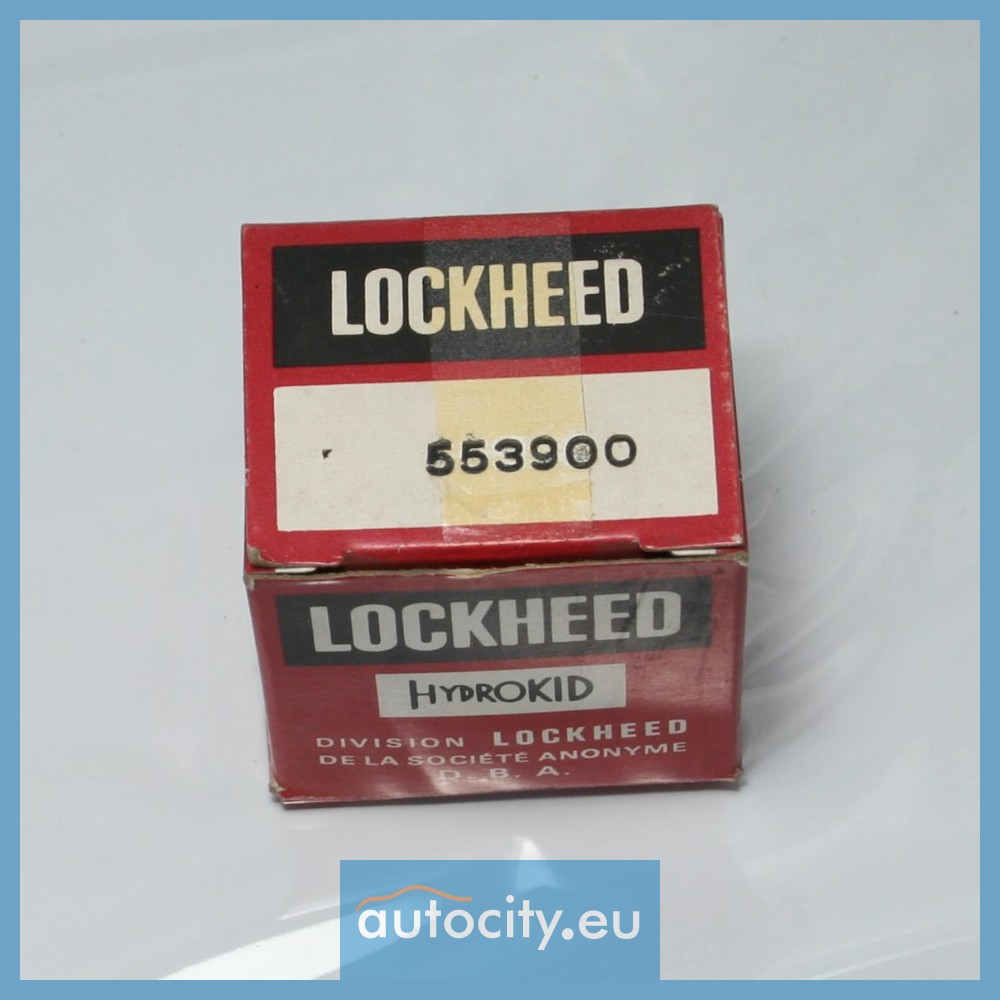 LOCKHEED
553900
LOCKHEED
HYDROKID
DIVISION LOCKHEED
DE LA SOCIÉTÉ ANONYME
D. B. A.
autocity.eu